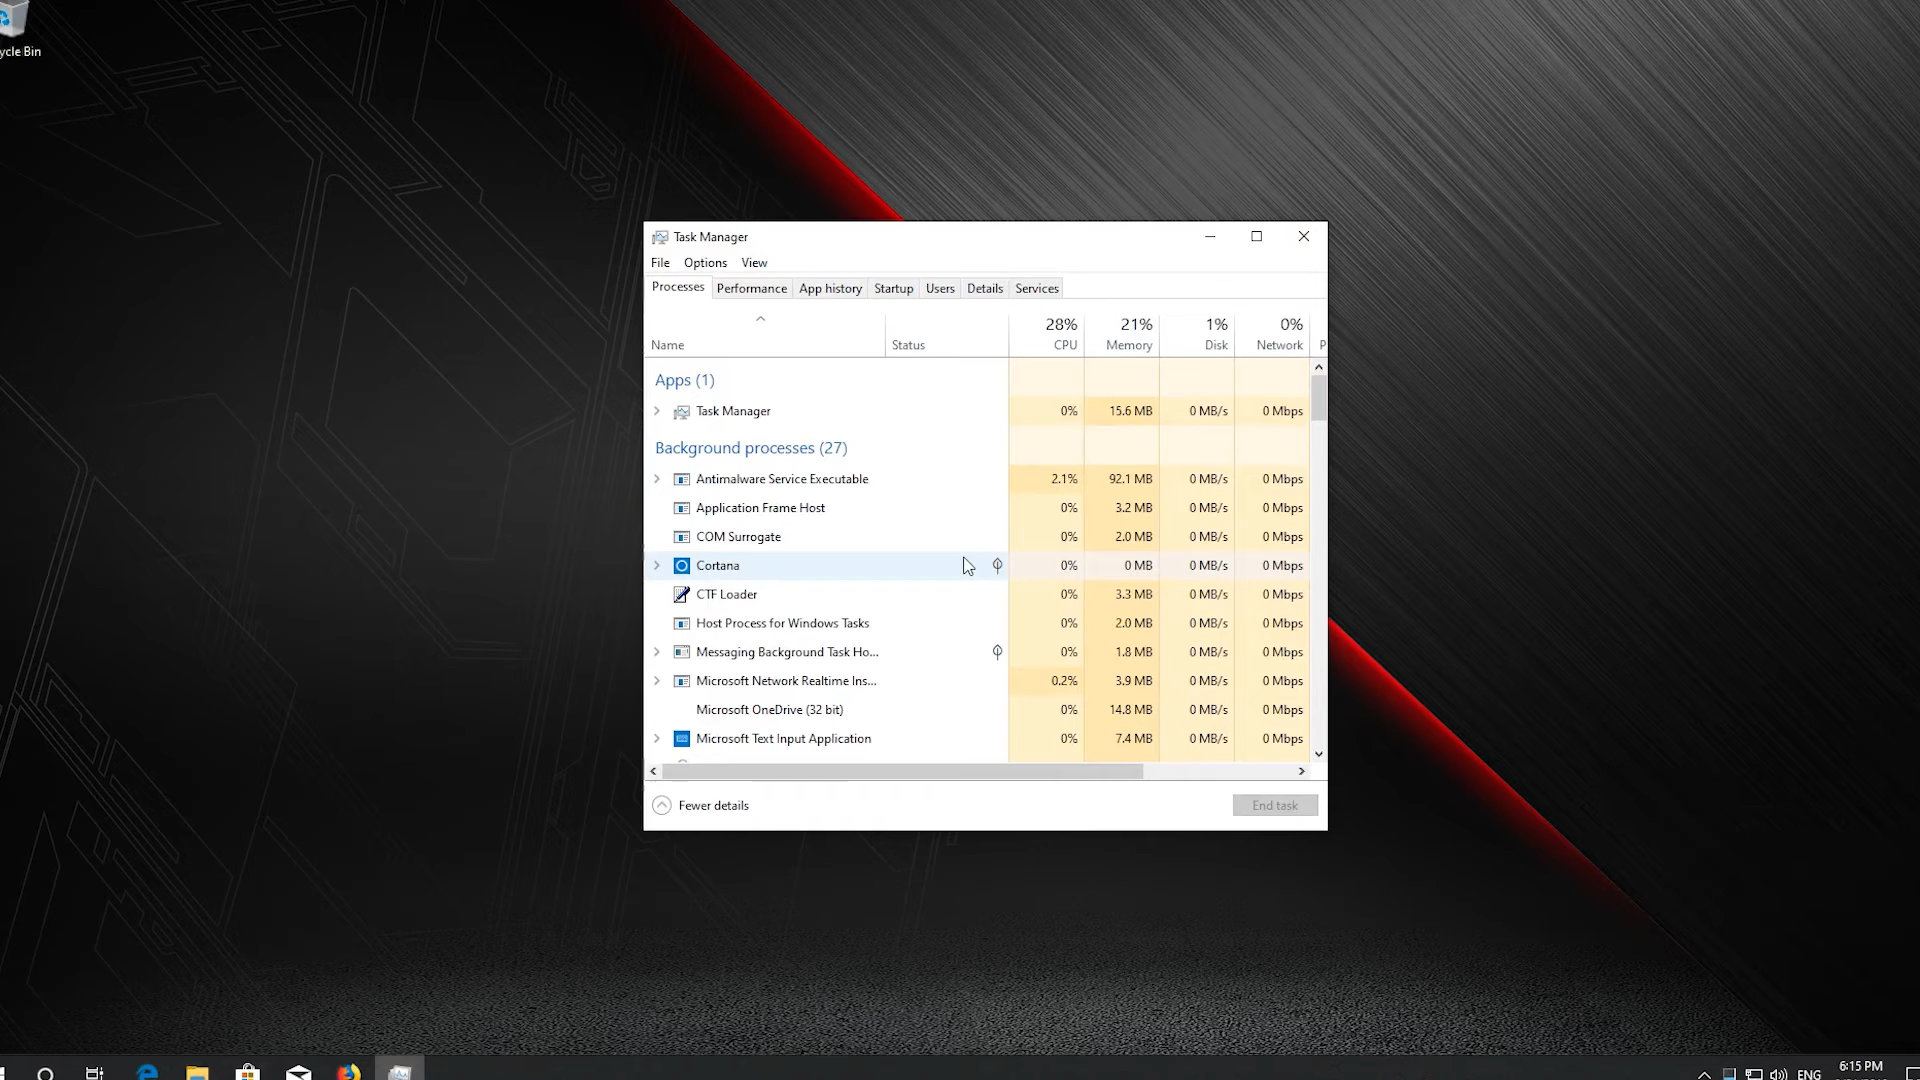 ycle Bin
Task Manager
File Options View
Processes Performance App history Startup Users Details Services
28% 21% 1% 0%
Name Status CPU Memory Disk Network P
Apps (1)
Task Manager 0% 15.6 MB 0 MB/s 0 Mbps
Background processes (27)
Antimalware Service Executable 2.1% 92.1 MB 0 MB/s 0 Mbps
Application Frame Host 0% 3.2 MB 0 MB/s 0 Mbps
COM Surrogate 0% 2.0 MB 0 MB/s 0 Mbps
Cortana 0% 0 MB 0 MB/s 0 Mbps
CTF Loader 0% 3.3 MB 0 MB/s 0 Mbps
Host Process for Windows Tasks 0% 2.0 MB 0 MB/s 0 Mbps
Messaging Background Task Ho... 0% 1.8 MB 0 MB/s 0 Mbps
Microsoft Network Realtime Ins... 0.2% 3.9 MB 0 MB/s 0 Mbps
Microsoft OneDrive (32 bit) 0% 14.8 MB 0 MB/s 0 Mbps
Microsoft Text Input Application 0% 7.4 MB 0 MB/s 0 Mbps
Fewer details End task
ENG 6:15 PM